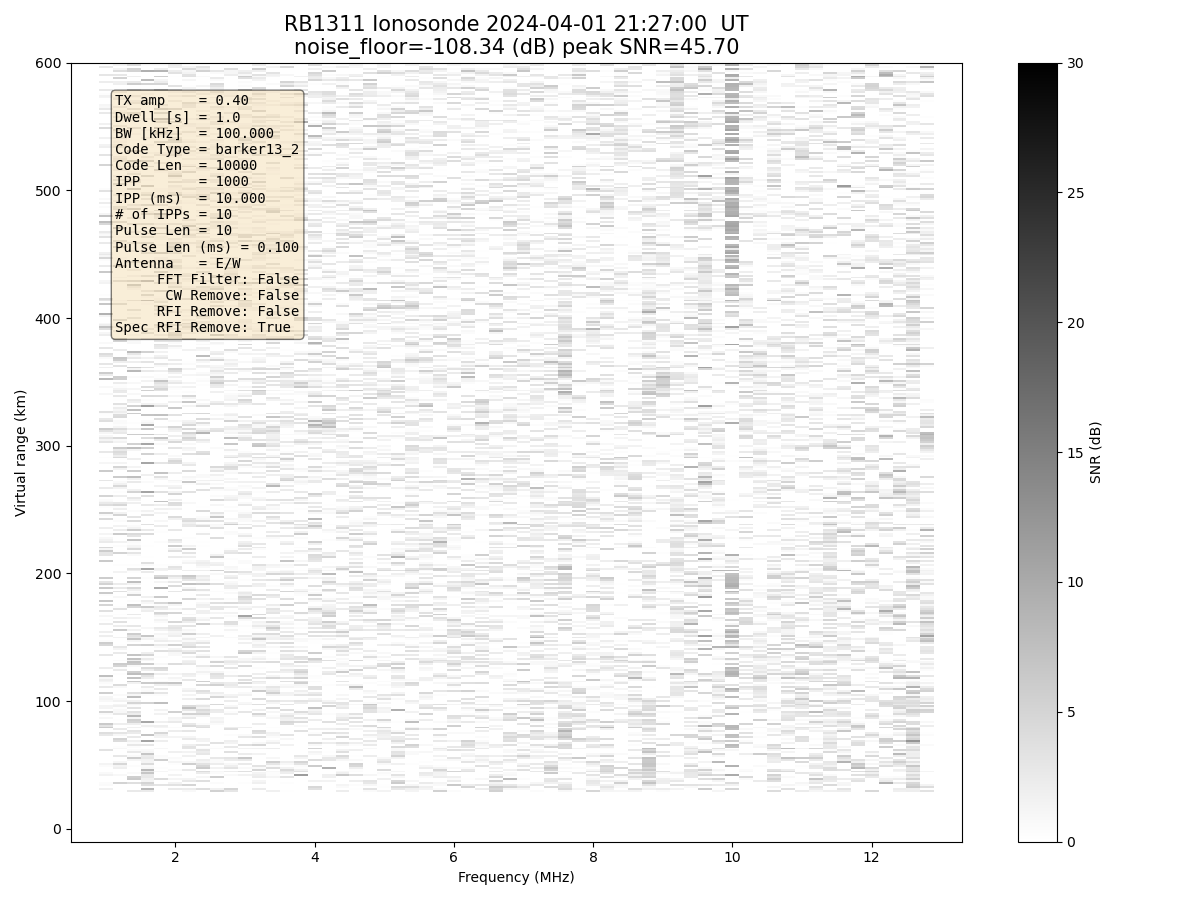 RB1311 Ionosonde 2024-04-01 21:27:00 UT
noise_floor=-108.34 (dB) peak SNR=45.70
TX amp = 0.40
Dwell [s] = 1.0
BW [kHz] = 100.000
Code Type = barker13_2
Code Len = 10000
IPP = 1000
IPP (ms) = 10.000
# of IPPs = 10
Pulse Len = 10
Pulse Len (ms) = 0.100
Antenna = E/W
FFT Filter: False
CW Remove: False
RFI Remove: False
Spec RFI Remove: True
600
500
400
300
200
100
0
Virtual range (km)
2 4 6 8 10 12
Frequency (MHz)
30
25
20
15
10
5
0
SNR (dB)